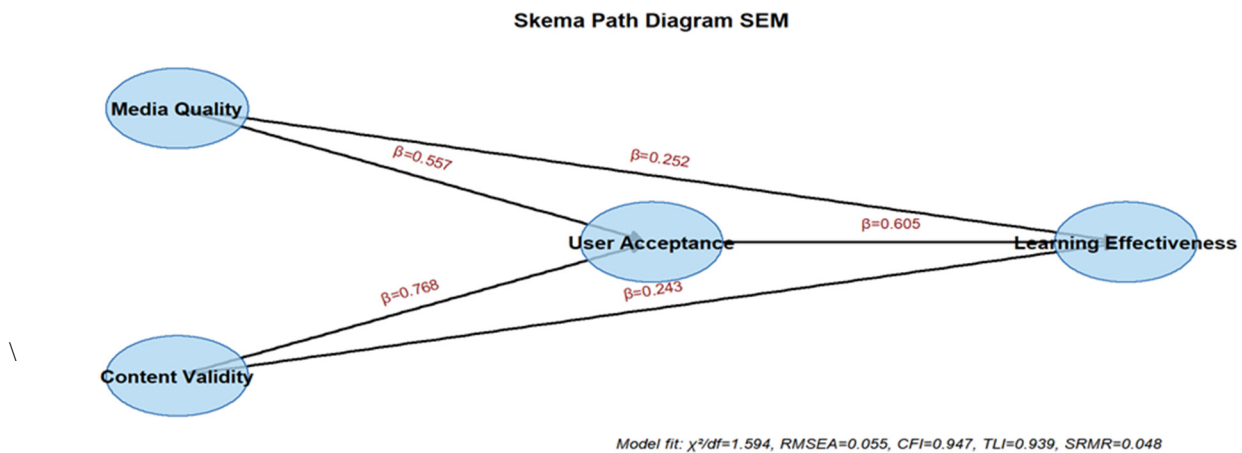 Skema Path Diagram SEM
Media Quality
β=0.557
β=0.252
User Acceptance
β=0.605
Learning Effectiveness
β=0.768
β=0.243
\
Content Validity
Model fit: χ²/df=1.594, RMSEA=0.055, CFI=0.947, TLI=0.939, SRMR=0.048